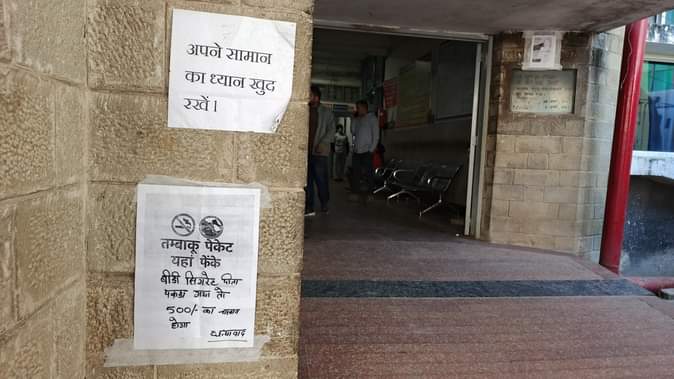 अपने सामान
का ध्यान खुद
रखें।
तम्बाकू पैकेट
यहां फेंके
बीडी सिगरेट पिता
पकड़ा जाय तो
500/- का
होगा
धन्यवाद